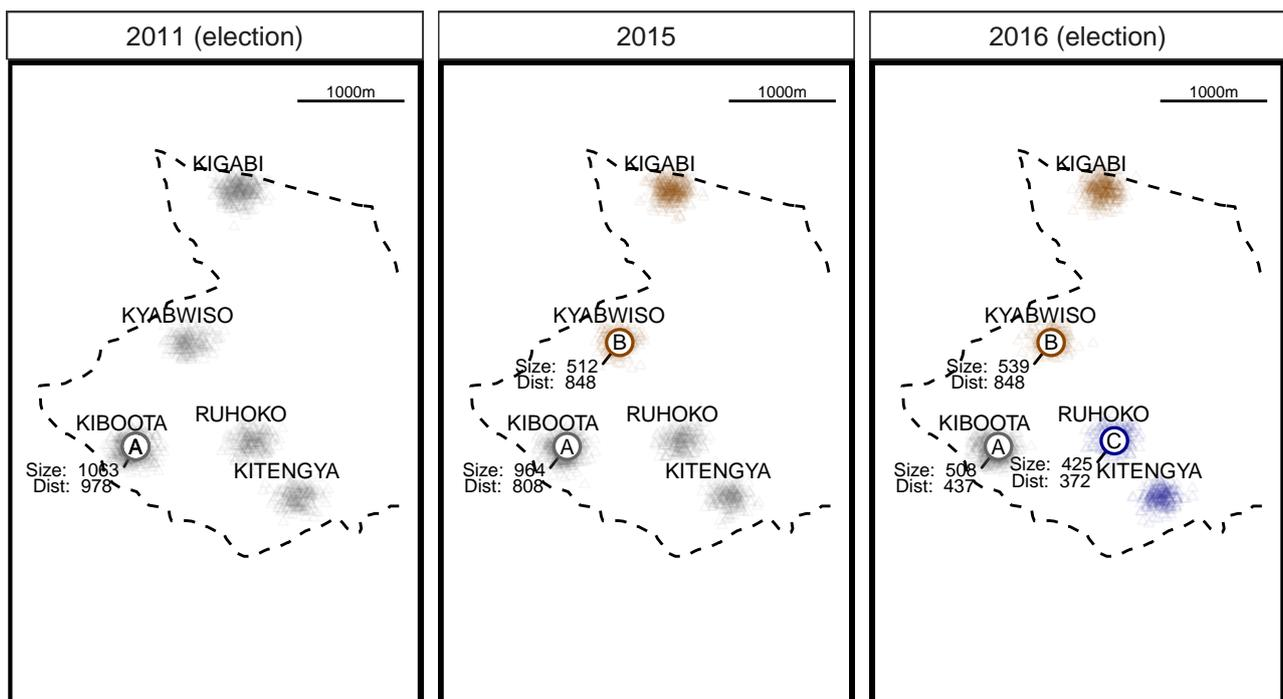 2011 (election)
2015
2016 (election)
1000m
1000m
1000m
KIGABI
KIGABI
KIGABI
KYABWISO
KYABWISO
KYABWISO
B
B
Size: 512
Dist: 848
Size: 539
Dist: 848
KIBOOTA
RUHOKO
KIBOOTA
RUHOKO
KIBOOTA
RUHOKO
A
A
A
C
KITENGYA
KITENGYA
KITENGYA
Size: 1063
Dist: 978
Size: 964
Dist: 808
Size: 508
Dist: 437
Size: 425
Dist: 372